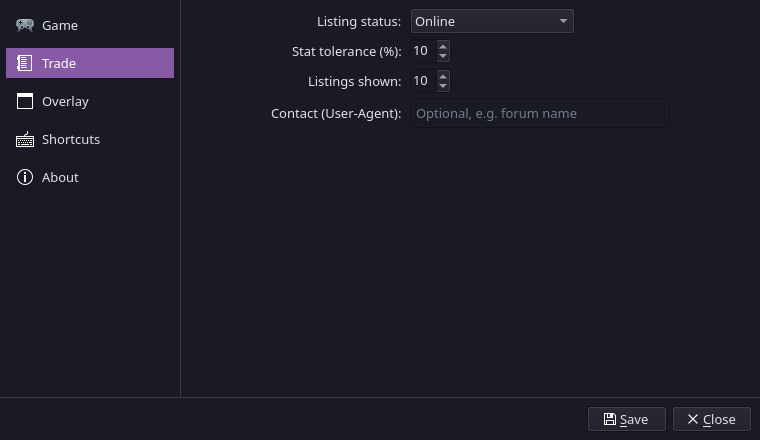 Game
Trade
Overlay
Shortcuts
About
Listing status: Online
Stat tolerance (%): 10
Listings shown: 10
Contact (User-Agent): Optional, e.g. forum name
Save
Close